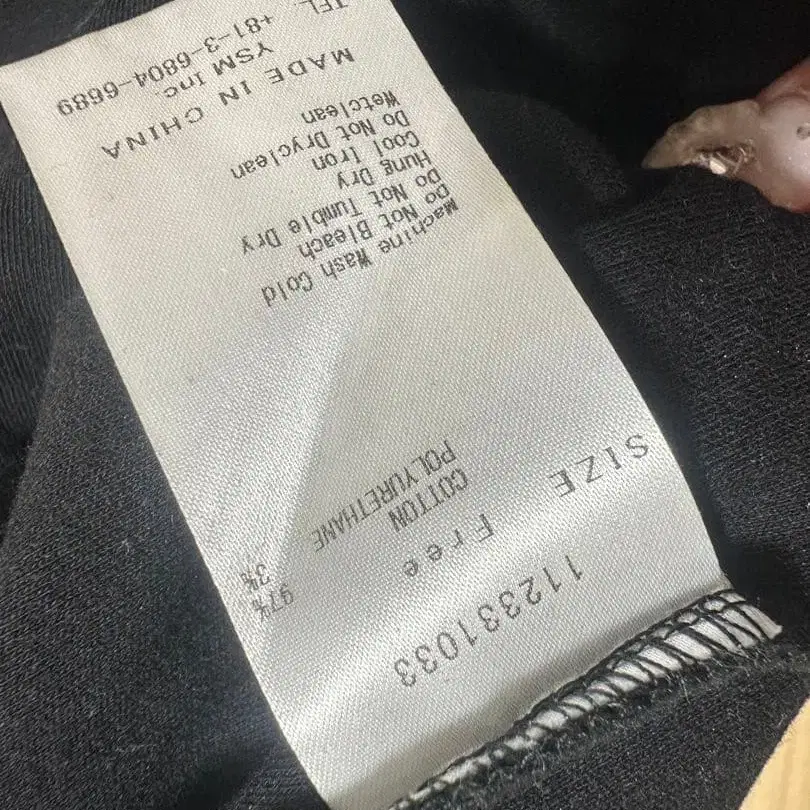 112331033
SIZE Free
COTTON 97%
POLYURETHANE 3%
Machine Wash Cold
Do Not Bleach
Do Not Tumble Dry
Hung Dry
Cool Iron
Do Not Dryclean
Wetclean
MADE IN CHINA
YSM Inc.
TEL. +81-3-6804-6689